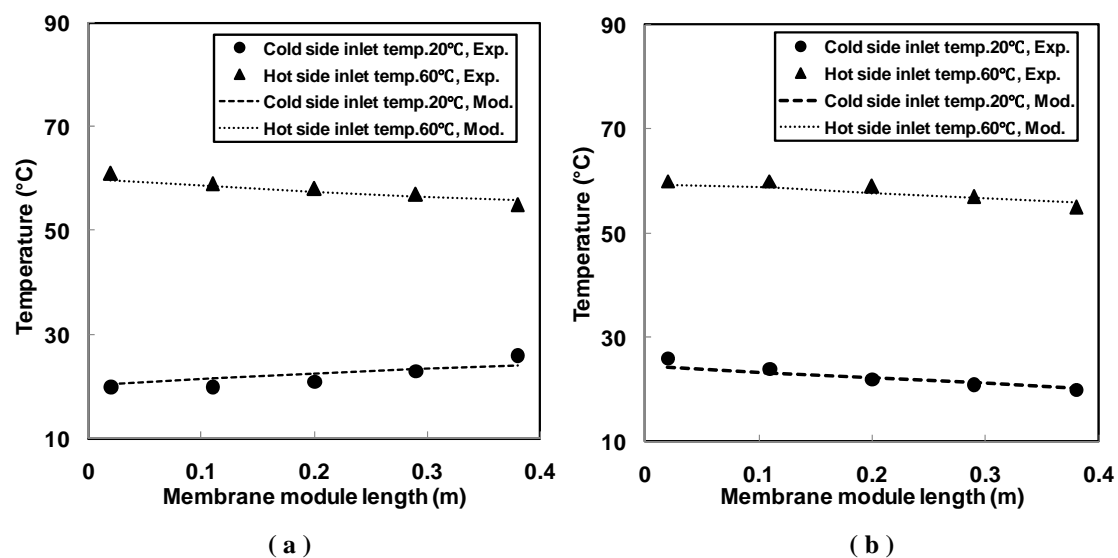 90
70
50
30
10
Temperature (°C)
Cold side inlet temp.20℃, Exp.
Hot side inlet temp.60℃, Exp.
Cold side inlet temp.20℃, Mod.
Hot side inlet temp.60℃, Mod.
0 0.1 0.2 0.3 0.4
Membrane module length (m)
( a )
90
70
50
30
10
Temperature (°C)
Cold side inlet temp.20℃, Exp.
Hot side inlet temp.60℃, Exp.
Cold side inlet temp.20℃, Mod.
Hot side inlet temp.60℃, Mod.
0 0.1 0.2 0.3 0.4
Membrane module length (m)
( b )